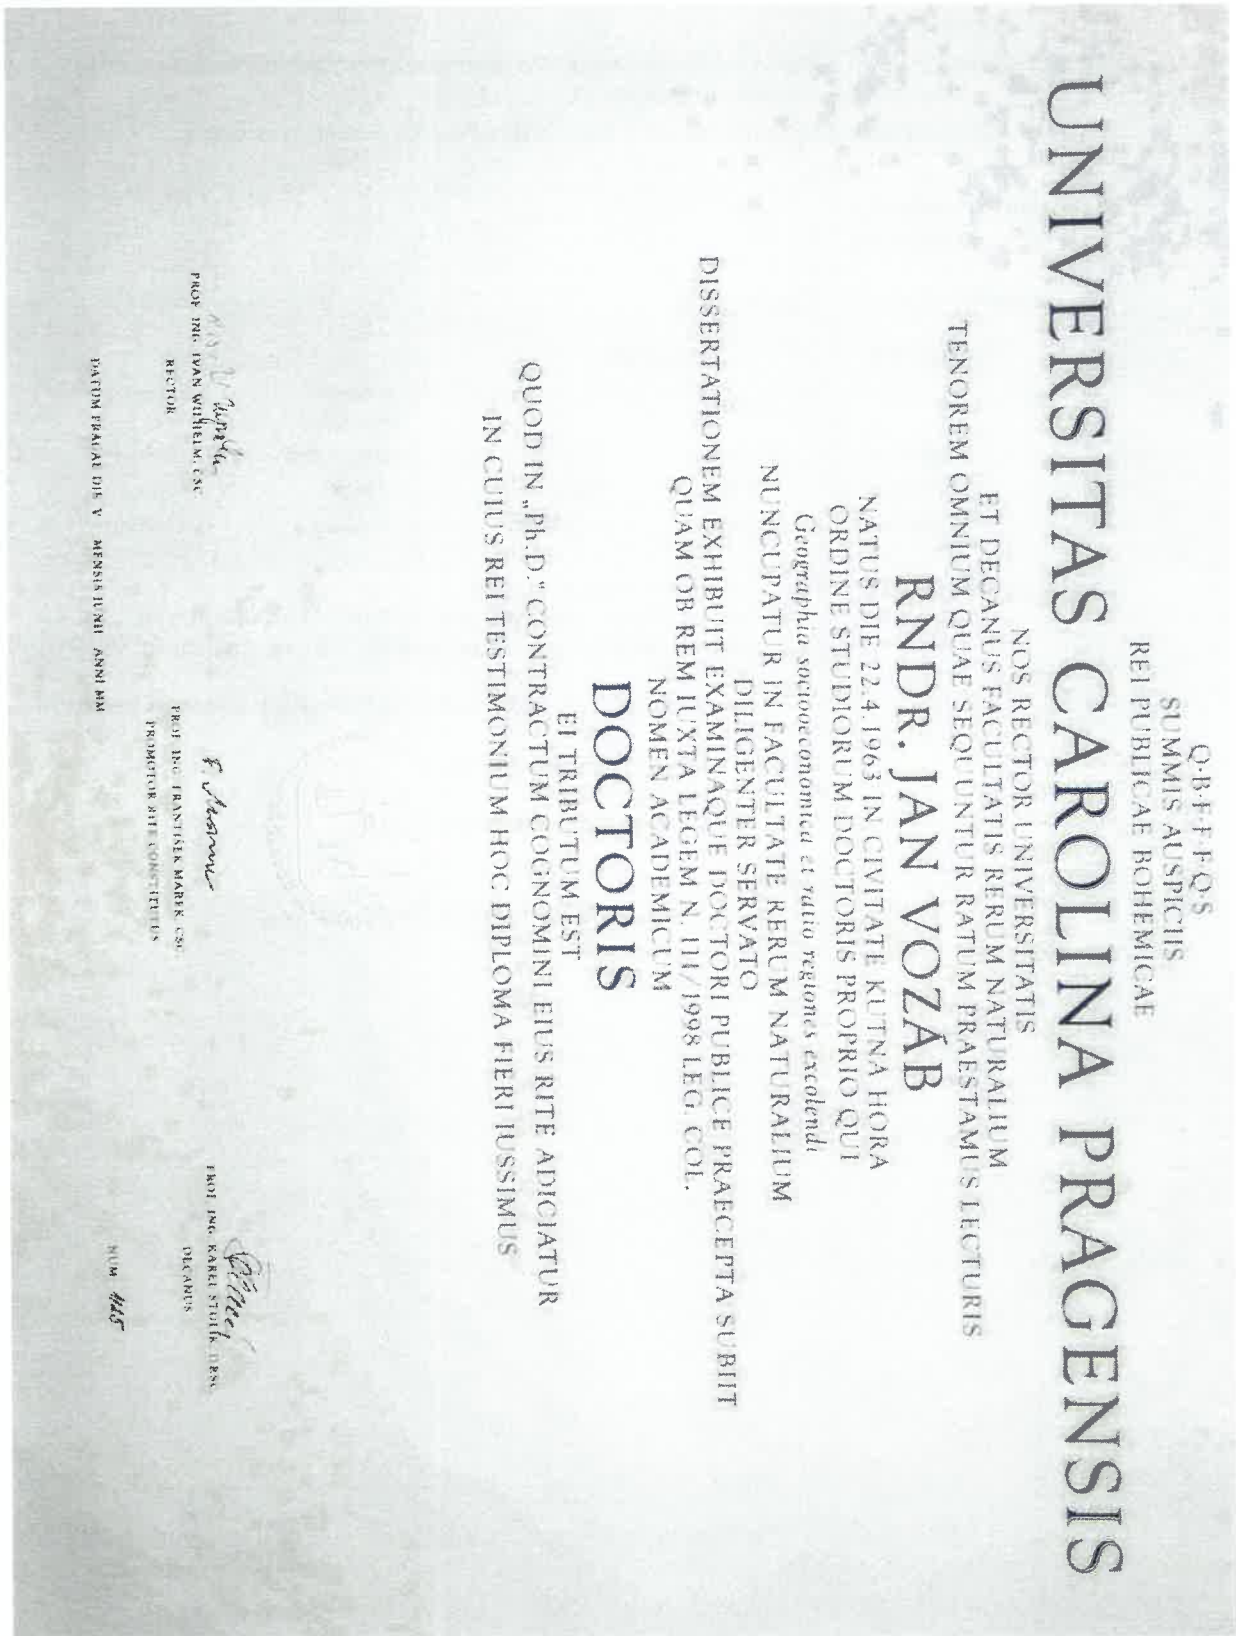 Q·B·F·F·F·Q·S
SUMMIS AUSPICIIS
REI PUBLICAE BOHEMICAE
UNIVERSITAS CAROLINA PRAGENSIS
NOS RECTOR UNIVERSITATIS
ET DECANUS FACULTATIS RERUM NATURALIUM
TENOREM OMNIUM QUAE SEQUUNTUR RATUM PRAESTAMUS LECTURIS
RNDR. JAN VOZÁB
NATUS DIE 22.4.1963 IN CIVITATE KUTNA HORA
ORDINE STUDIORUM DOCTORIS PROPRIO QUI
Geographia socioeconomica et ratio regiones excolendi
NUNCUPATUR IN FACULTATE RERUM NATURALIUM
DILIGENTER SERVATO
DISSERTATIONEM EXHIBUIT EXAMINAQUE DOCTORI PUBLICE PRAECEPTA SUBIIT
QUAM OB REM IUXTA LEGEM N. 111/1998 LEG. COL.
NOMEN ACADEMICUM
DOCTORIS
EI TRIBUTUM EST
QUOD IN „Ph.D.“ CONTRACTUM COGNOMINI EIUS RITE ADICIATUR
IN CUIUS REI TESTIMONIUM HOC DIPLOMA FIERI IUSSIMUS
PROF. ING. IVAN WILHELM, CSC.
RECTOR
PROF. ING. FRANTIŠEK MAREK, CSC.
PROMOTOR RITE CONSTITUTUS
PROF. ING. KAREL ŠTULÍK, DRSC.
DECANUS
DATUM PRAGAE DIE V MENSIS IUNII ANNI MM
NUM. 425